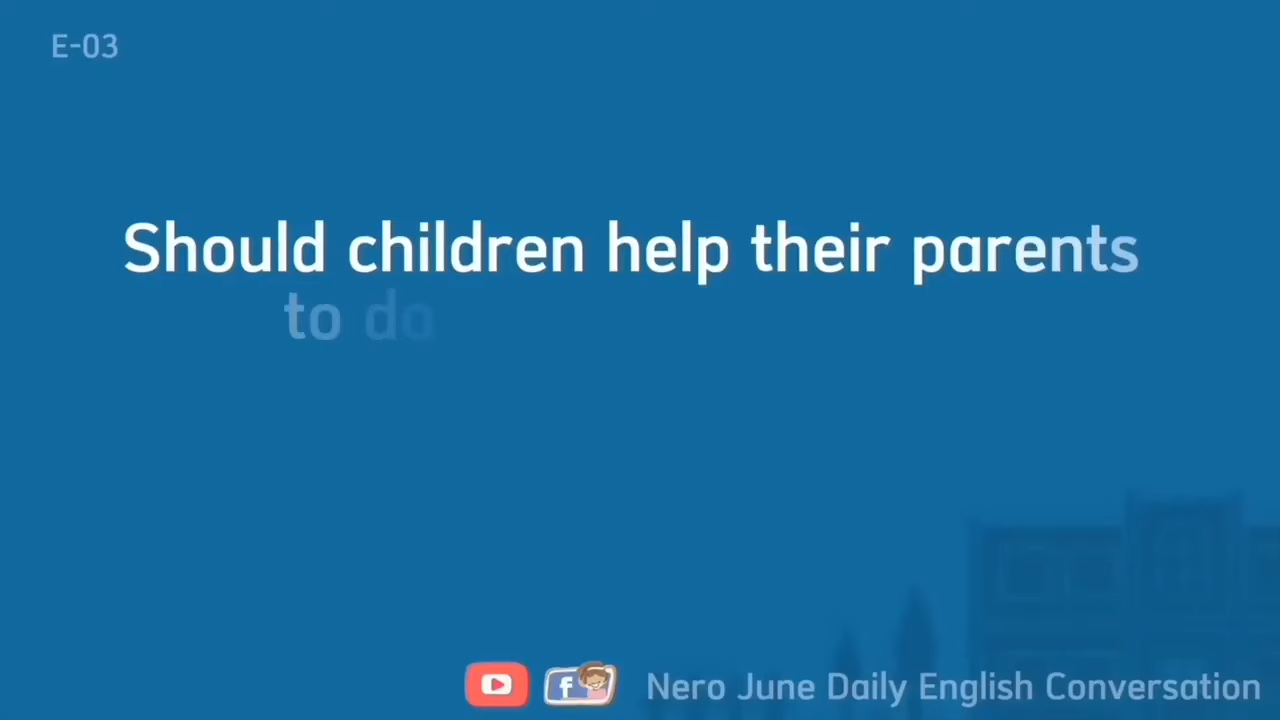 E-03
Should children help their parents
to do
Nero June Daily English Conversation